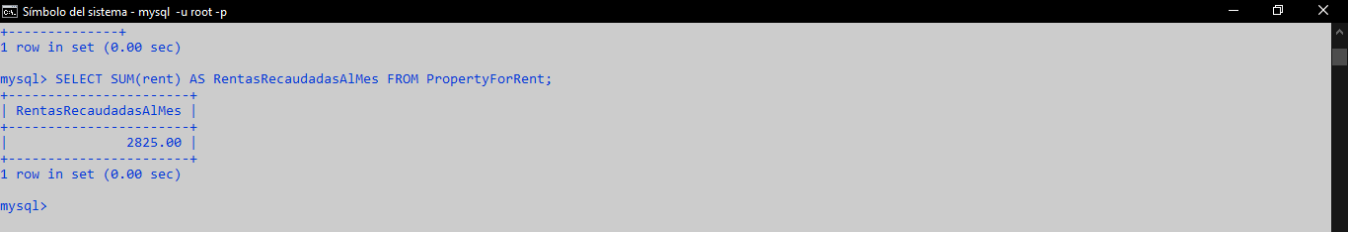 Símbolo del sistema - mysql  -u root -p
+--------------+
1 row in set (0.00 sec)
mysql> SELECT SUM(rent) AS RentasRecaudadasAlMes FROM PropertyForRent;
+-----------------------+
| RentasRecaudadasAlMes |
+-----------------------+
|               2825.00 |
+-----------------------+
1 row in set (0.00 sec)
mysql>